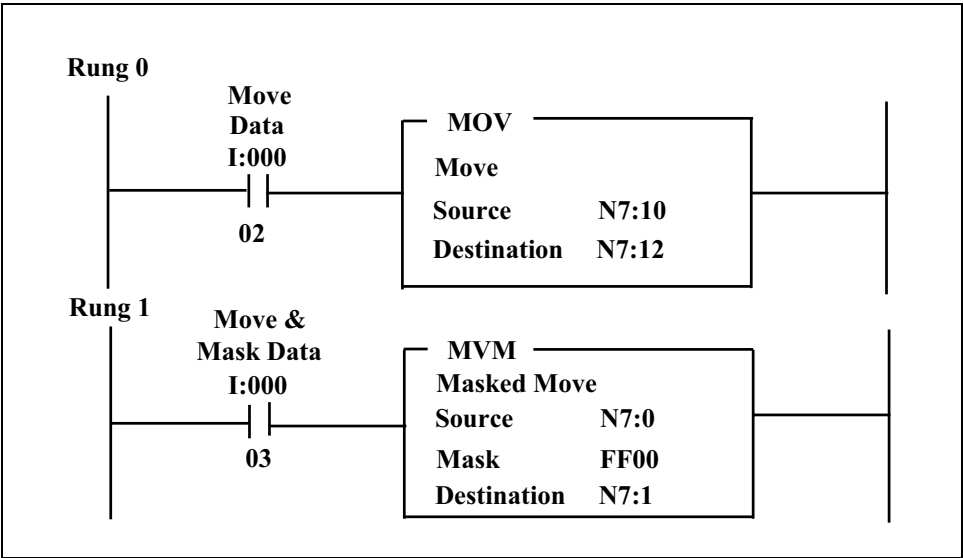 Rung 0
Move
Data
I:000
02
MOV
Move
Source N7:10
Destination N7:12
Rung 1
Move &
Mask Data
I:000
03
MVM
Masked Move
Source N7:0
Mask FF00
Destination N7:1